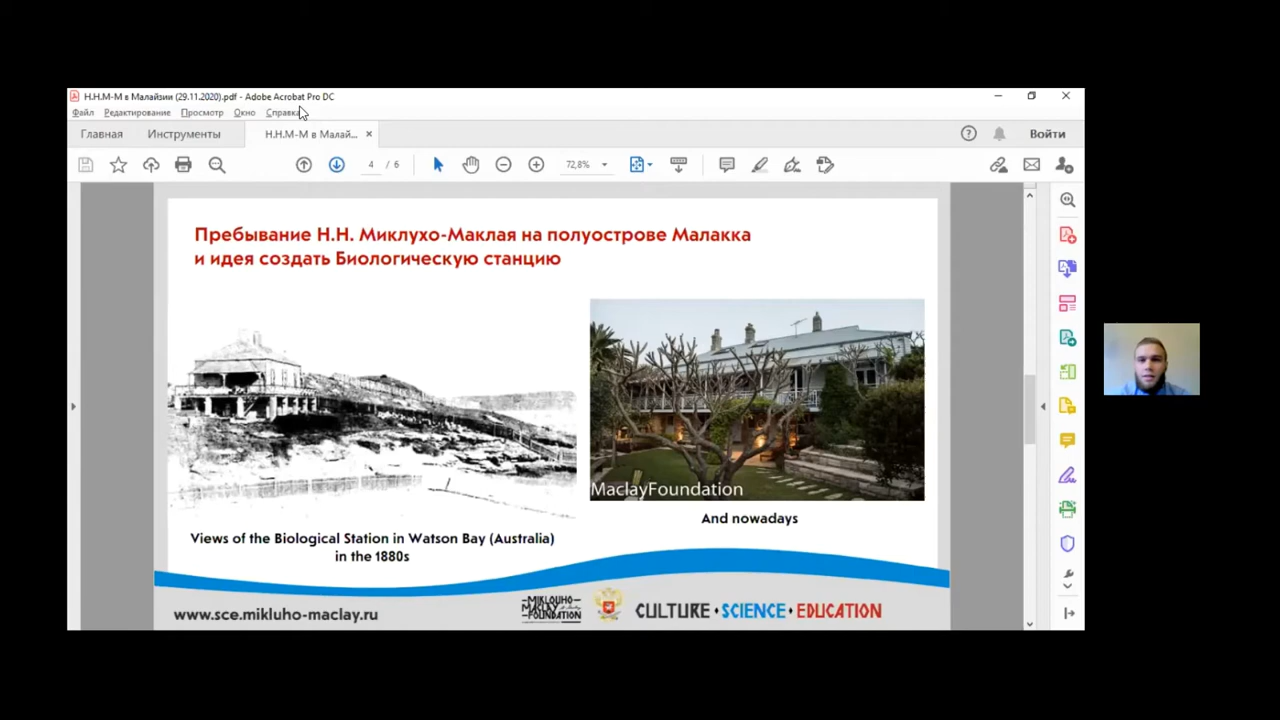 Н.Н.М-М в Малайзии (29.11.2020).pdf - Adobe Acrobat Pro DC
Файл Редактирование Просмотр Окно Справка
Главная Инструменты Н.Н.М-М в Малай... Войти
4 / 6 72,8%
Пребывание Н.Н. Миклухо-Маклая на полуострове Малакка
и идея создать Биологическую станцию
MaclayFoundation
Views of the Biological Station in Watson Bay (Australia)
in the 1880s
And nowadays
www.sce.mikluho-maclay.ru
MIKLOUHO-
MACLAY
FOUNDATION
CULTURE • SCIENCE • EDUCATION